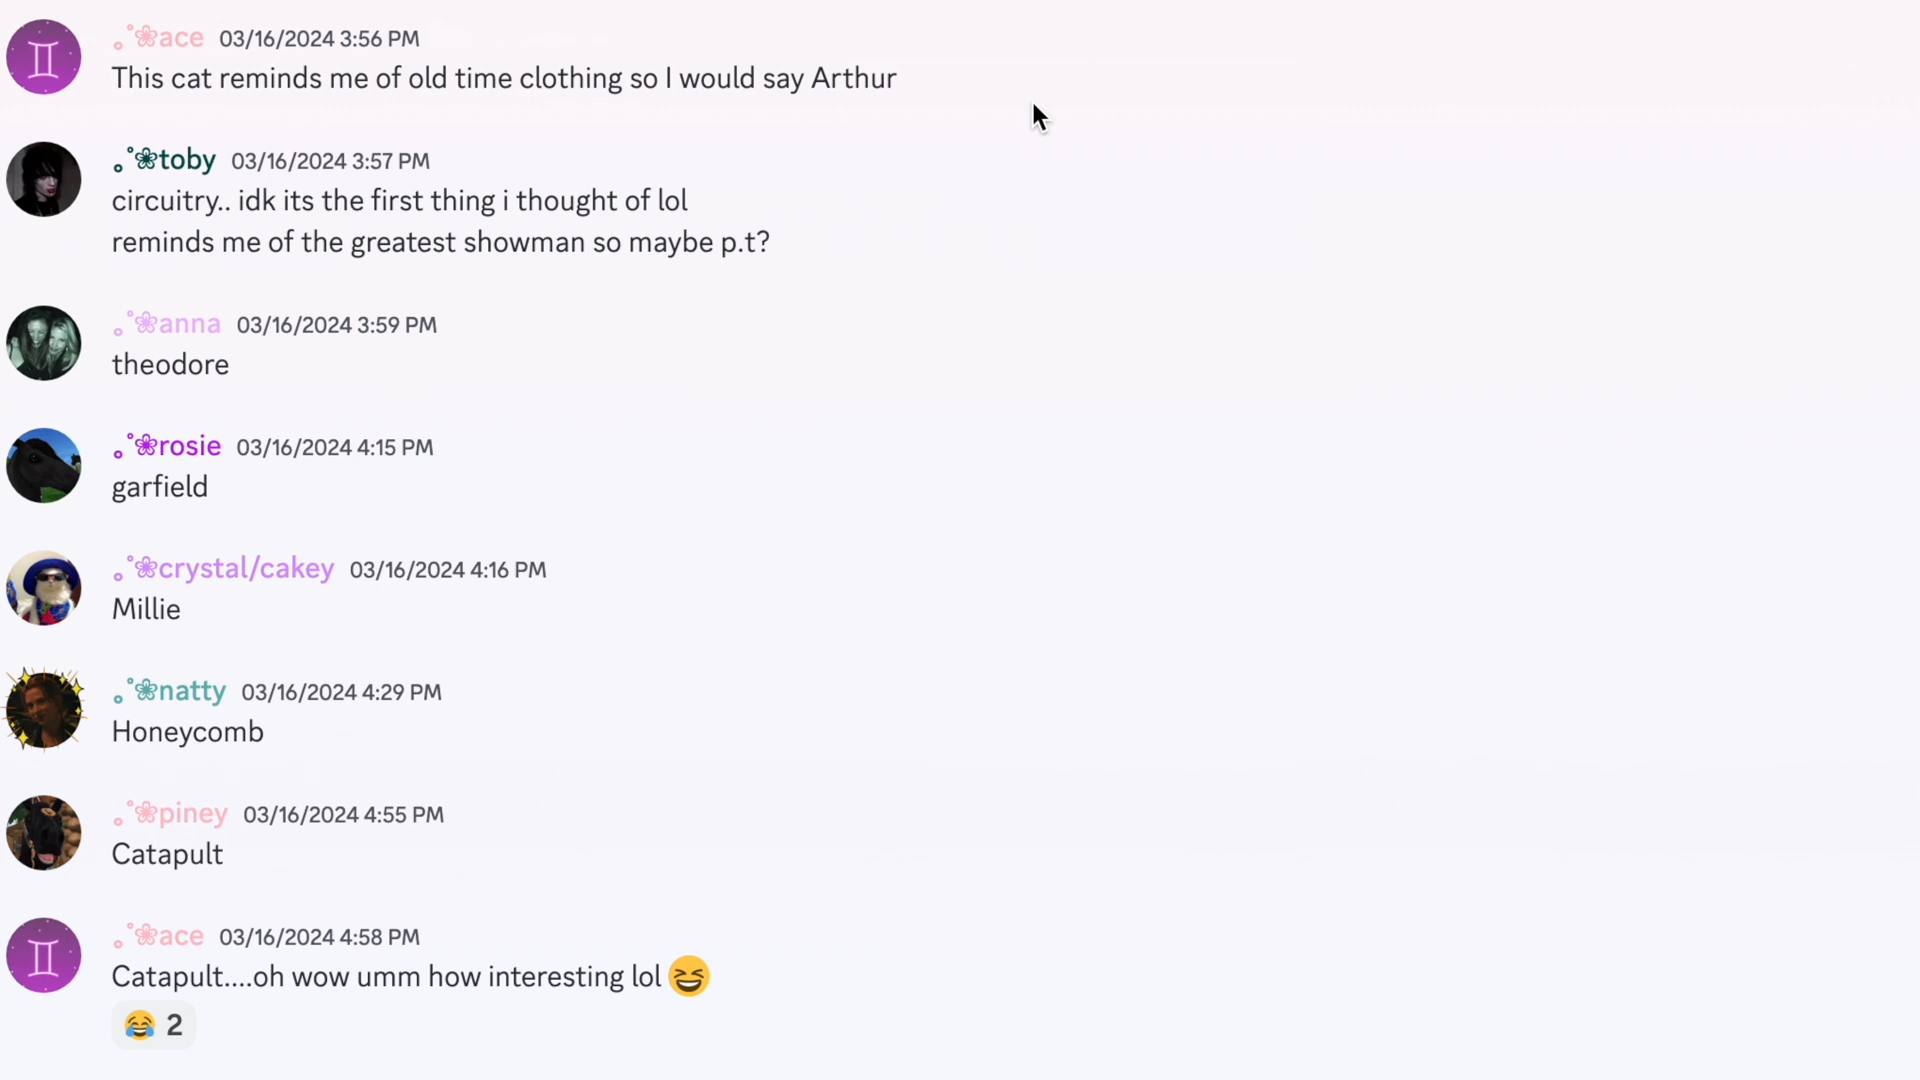 ｡˚❀ace 03/16/2024 3:56 PM
This cat reminds me of old time clothing so I would say Arthur
｡˚❀toby 03/16/2024 3:57 PM
circuitry.. idk its the first thing i thought of lol
reminds me of the greatest showman so maybe p.t?
｡˚❀anna 03/16/2024 3:59 PM
theodore
｡˚❀rosie 03/16/2024 4:15 PM
garfield
｡˚❀crystal/cakey 03/16/2024 4:16 PM
Millie
｡˚❀natty 03/16/2024 4:29 PM
Honeycomb
｡˚❀piney 03/16/2024 4:55 PM
Catapult
｡˚❀ace 03/16/2024 4:58 PM
Catapult....oh wow umm how interesting lol 😆
😂 2